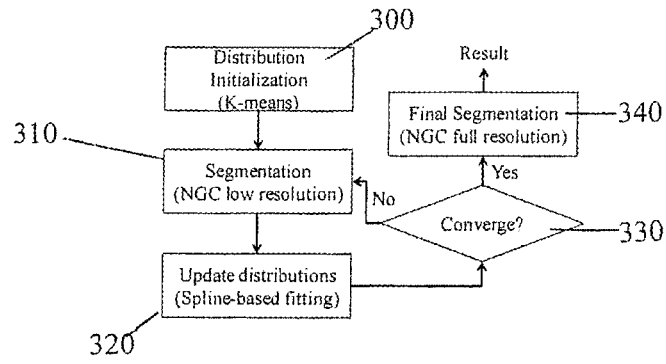 300
Distribution
Initialization
(K-means)
Result
310
Final Segmentation
(NGC full resolution)
340
Segmentation
(NGC low resolution)
No
Yes
Converge?
330
Update distributions
(Spline-based fitting)
320